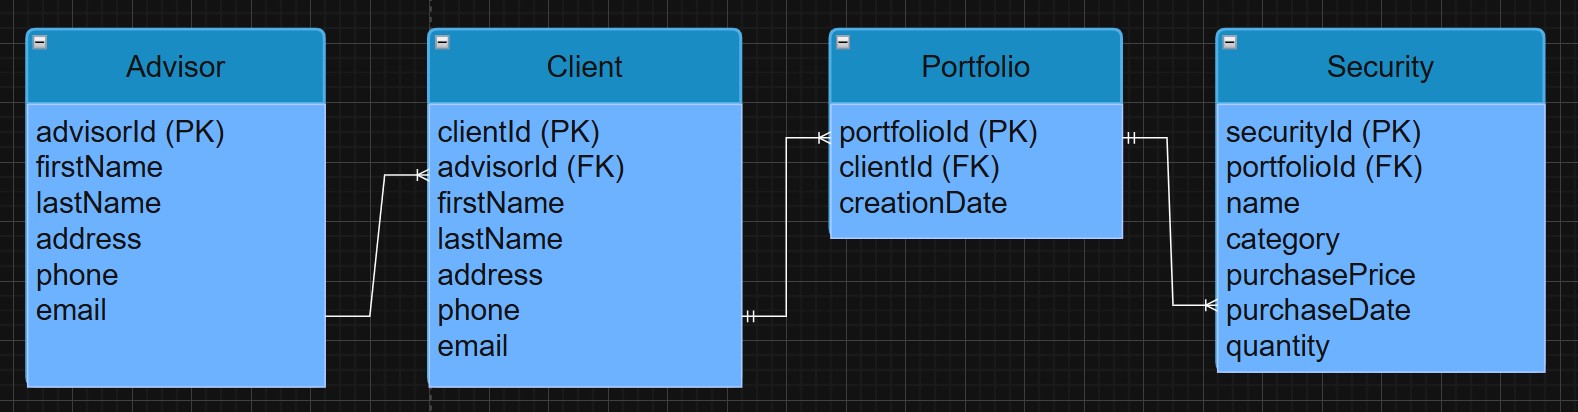 Advisor
advisorId (PK)
firstName
lastName
address
phone
email
Client
clientId (PK)
advisorId (FK)
firstName
lastName
address
phone
email
Portfolio
portfolioId (PK)
clientId (FK)
creationDate
Security
securityId (PK)
portfolioId (FK)
name
category
purchasePrice
purchaseDate
quantity